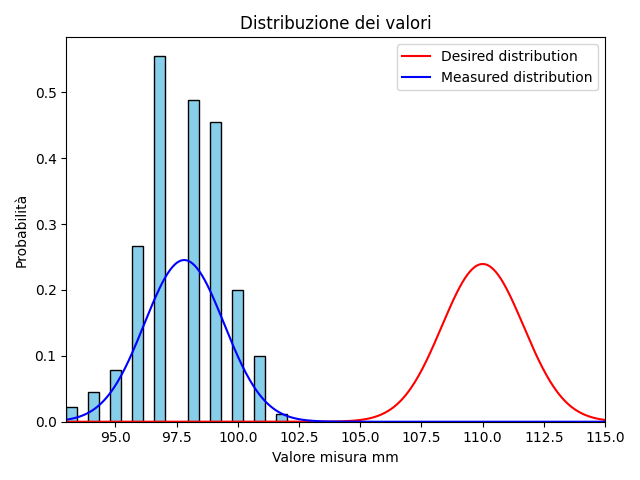 Distribuzione dei valori
Desired distribution
Measured distribution
Probabilità
0.5
0.4
0.3
0.2
0.1
0.0
95.0 97.5 100.0 102.5 105.0 107.5 110.0 112.5 115.0
Valore misura mm